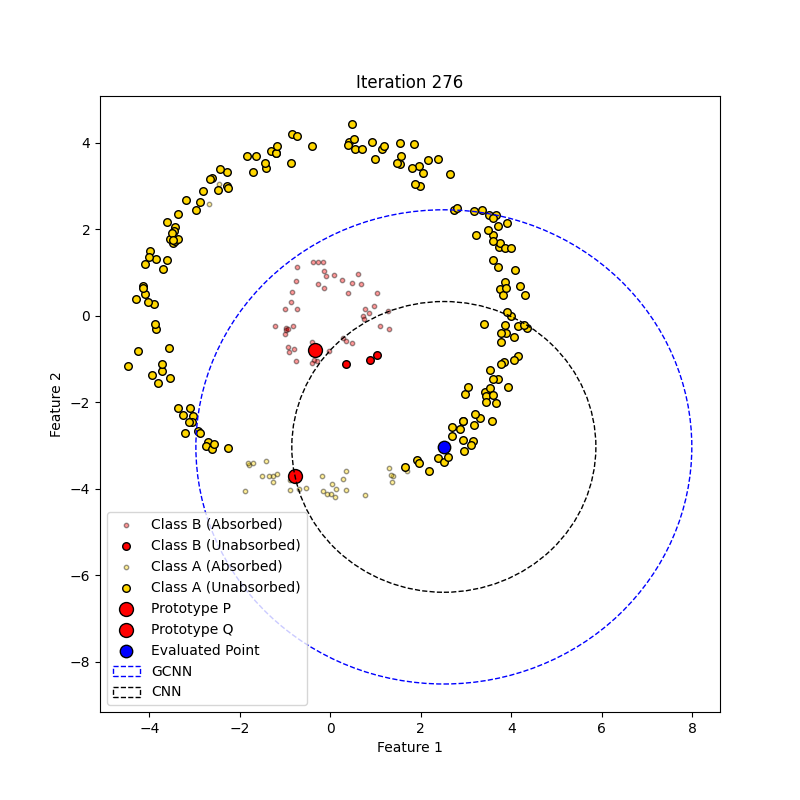 Iteration 276
Feature 2
4
2
0
−2
−4
−6
−8
Class B (Absorbed)
Class B (Unabsorbed)
Class A (Absorbed)
Class A (Unabsorbed)
Prototype P
Prototype Q
Evaluated Point
GCNN
CNN
−4
−2
0
2
4
6
8
Feature 1